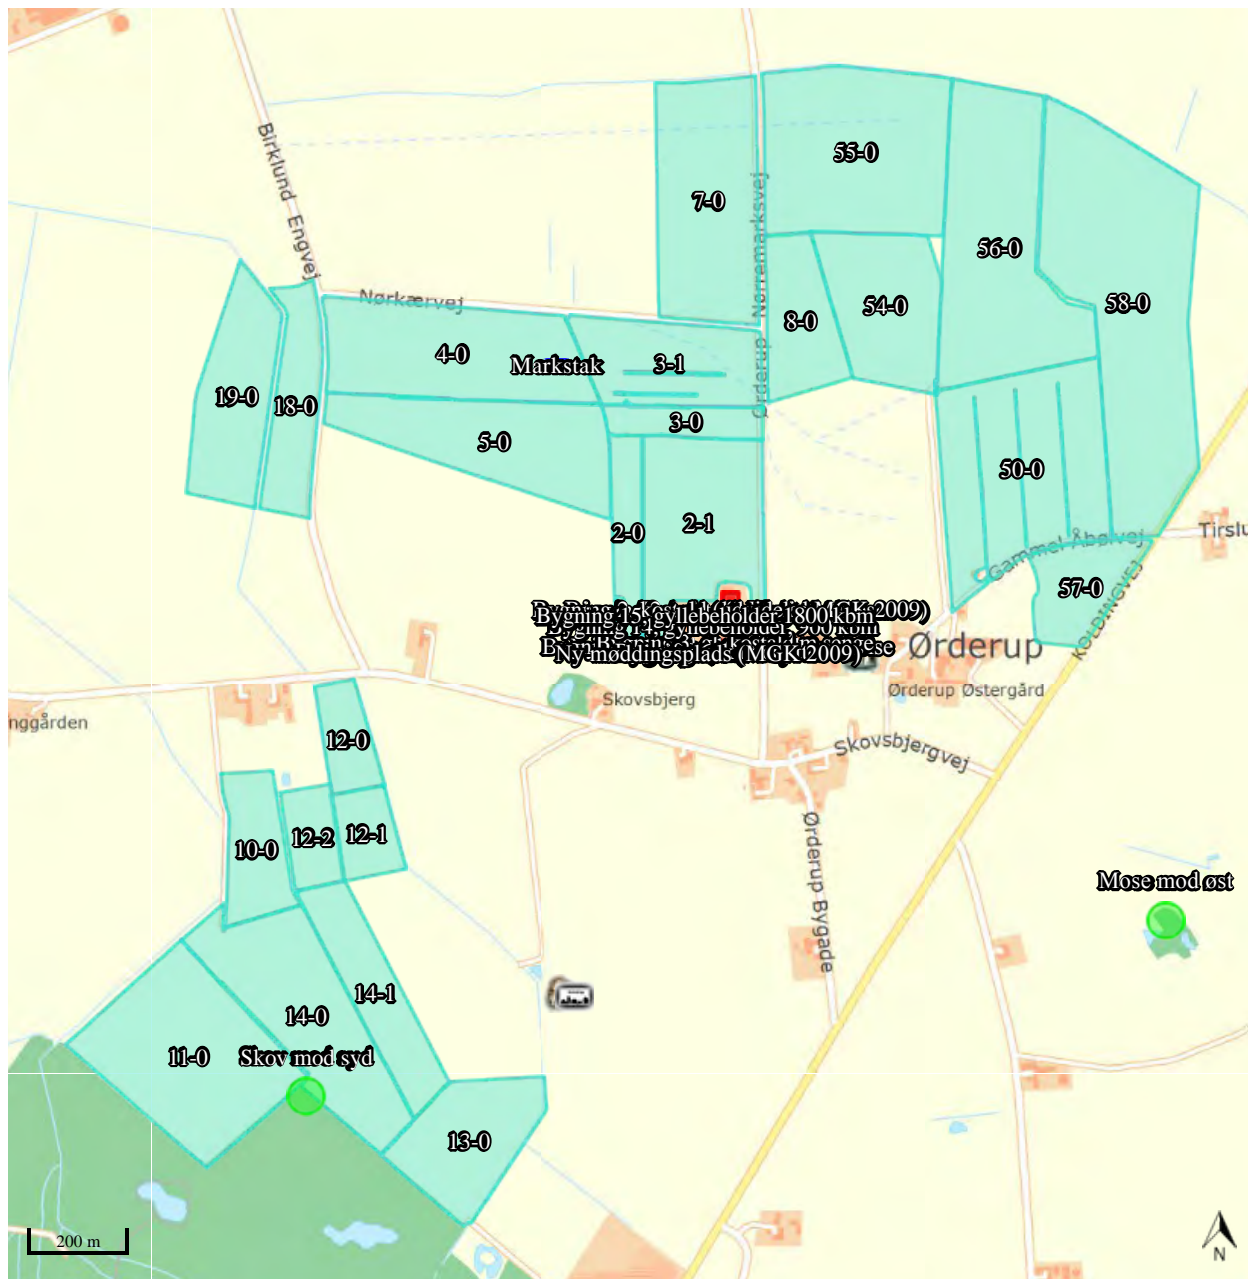 Birklund Engvej
55-0
7-0
Ørderup Nørremarksvej
56-0
Nørkærvej
58-0
54-0
8-0
4-0
Markstak
3-1
19-0
18-0
3-0
5-0
50-0
2-0
2-1
Tirslu
Gammel Åbølvej
57-0
KOLDINGVEJ
Bygning 15, gyllebeholder 1800 kbm
Ny møddingsplads (MGK 2009)
Ørderup
Ørderup Østergård
Skovsbjerg
nggården
12-0
Skovsbjergvej
12-2
12-1
10-0
Ørderup Bygade
Mose mod øst
14-1
14-0
11-0
Skov mod syd
13-0
200 m
N